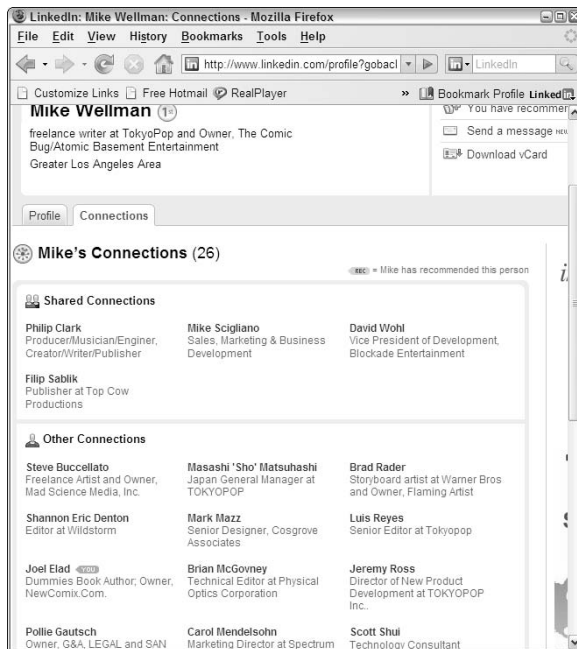 LinkedIn: Mike Wellman: Connections - Mozilla Firefox
File Edit View History Bookmarks Tools Help
http://www.linkedin.com/profile?gobacl
LinkedIn
Customize Links Free Hotmail RealPlayer » Bookmark Profile Linked in
Mike Wellman 1st
You have recommen
freelance writer at TokyoPop and Owner, The Comic
Bug/Atomic Basement Entertainment
Send a message
Greater Los Angeles Area
Download vCard
Profile Connections
Mike's Connections (26)
REC = Mike has recommended this person
Shared Connections
Philip Clark Mike Scigliano David Wohl
Producer/Musician/Enginer, Sales, Marketing & Business Vice President of Development,
Creator/Writer/Publisher Development Blockade Entertainment
Filip Sablik
Publisher at Top Cow
Productions
Other Connections
Steve Buccellato Masashi 'Sho' Matsuhashi Brad Rader
Freelance Artist and Owner, Japan General Manager at Storyboard artist at Warner Bros
Mad Science Media, Inc. TOKYOPOP and Owner, Flaming Artist
Shannon Eric Denton Mark Mazz Luis Reyes
Editor at Wildstorm Senior Designer, Cosgrove Senior Editor at Tokyopop
Associates
Joel Elad YOU Brian McGovney Jeremy Ross
Dummies Book Author; Owner, Technical Editor at Physical Director of New Product
NewComix.Com. Optics Corporation Development at TOKYOPOP
Inc..
Pollie Gautsch Carol Mendelsohn Scott Shui
Owner, G&A, LEGAL and SAN Marketing Director at Spectrum Technology Consultant